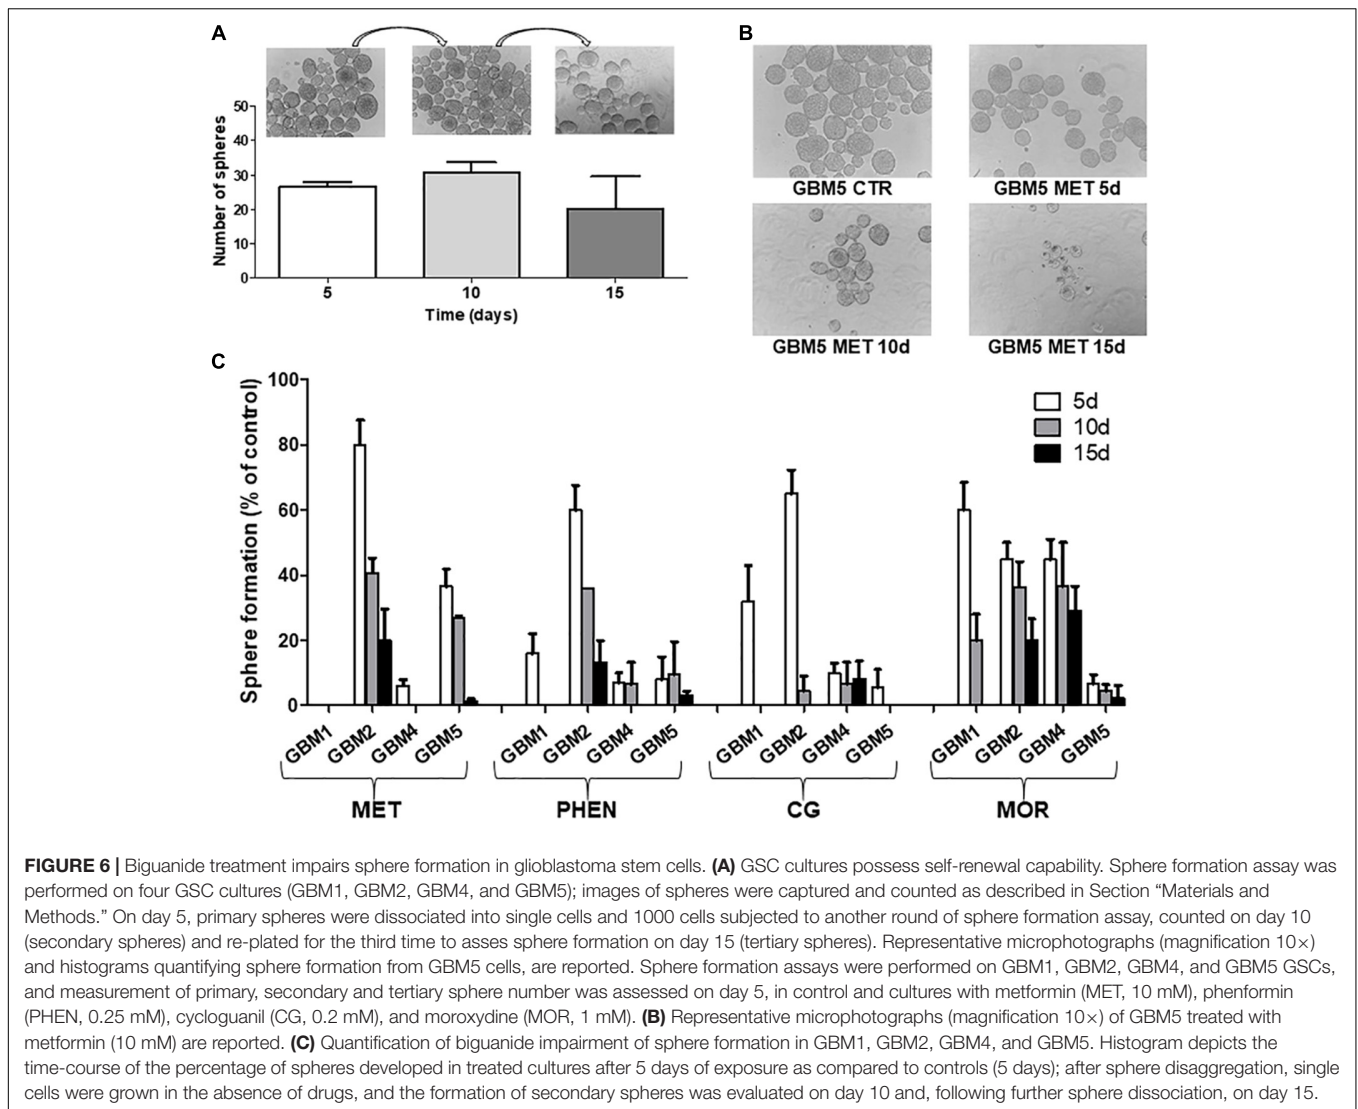 A
B
50
40
30
20
10
0
Number of spheres
5 10 15
Time (days)
GBM5 CTR GBM5 MET 5d
GBM5 MET 10d GBM5 MET 15d
C
100
80
60
40
20
0
Sphere formation (% of control)
5d
10d
15d
GBM1 GBM2 GBM4 GBM5 GBM1 GBM2 GBM4 GBM5 GBM1 GBM2 GBM4 GBM5 GBM1 GBM2 GBM4 GBM5
MET PHEN CG MOR
FIGURE 6 | Biguanide treatment impairs sphere formation in glioblastoma stem cells. (A) GSC cultures possess self-renewal capability. Sphere formation assay was
performed on four GSC cultures (GBM1, GBM2, GBM4, and GBM5); images of spheres were captured and counted as described in Section “Materials and
Methods.” On day 5, primary spheres were dissociated into single cells and 1000 cells subjected to another round of sphere formation assay, counted on day 10
(secondary spheres) and re-plated for the third time to asses sphere formation on day 15 (tertiary spheres). Representative microphotographs (magnification 10×)
and histograms quantifying sphere formation from GBM5 cells, are reported. Sphere formation assays were performed on GBM1, GBM2, GBM4, and GBM5 GSCs,
and measurement of primary, secondary and tertiary sphere number was assessed on day 5, in control and cultures with metformin (MET, 10 mM), phenformin
(PHEN, 0.25 mM), cycloguanil (CG, 0.2 mM), and moroxydine (MOR, 1 mM). (B) Representative microphotographs (magnification 10×) of GBM5 treated with
metformin (10 mM) are reported. (C) Quantification of biguanide impairment of sphere formation in GBM1, GBM2, GBM4, and GBM5. Histogram depicts the
time-course of the percentage of spheres developed in treated cultures after 5 days of exposure as compared to controls (5 days); after sphere disaggregation, single
cells were grown in the absence of drugs, and the formation of secondary spheres was evaluated on day 10 and, following further sphere dissociation, on day 15.